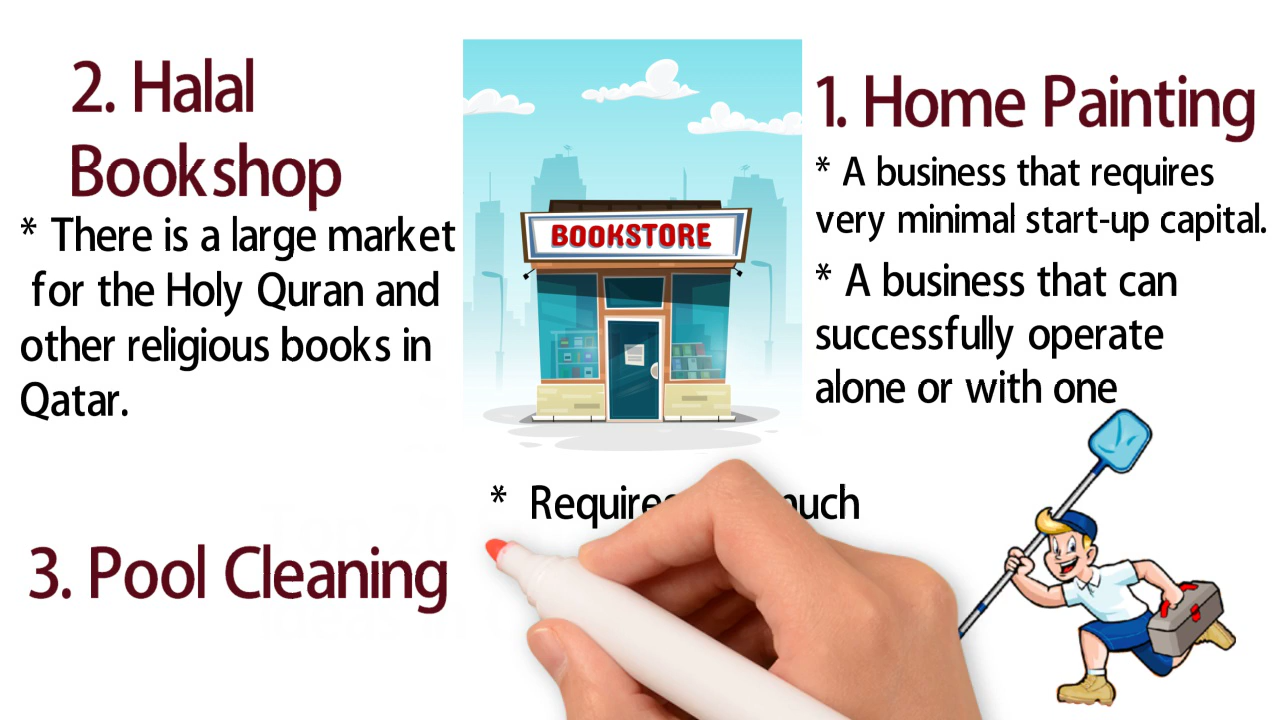 1. Home Painting
* A business that requires
very minimal start-up capital.
* A business that can
successfully operate
alone or with one
2. Halal
Bookshop
* There is a large market
for the Holy Quran and
other religious books in
Qatar.
BOOKSTORE
3. Pool Cleaning
*